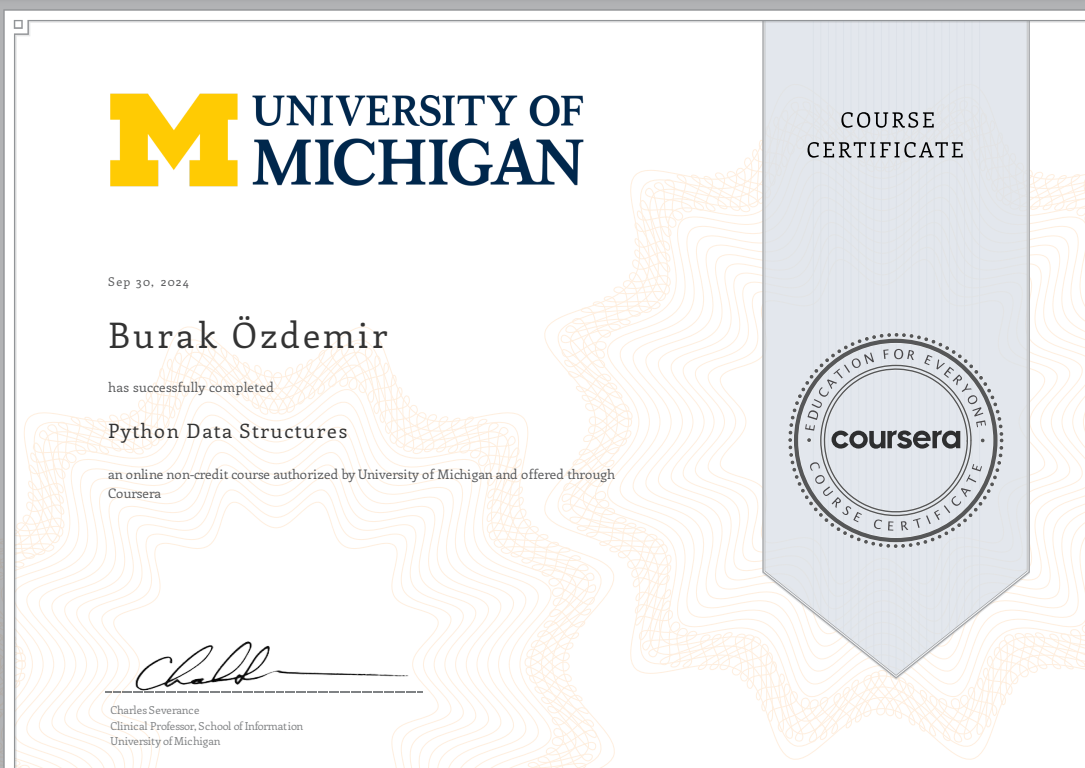 UNIVERSITY OF
MICHIGAN
COURSE
CERTIFICATE
Sep 30, 2024
Burak Özdemir
has successfully completed
Python Data Structures
an online non-credit course authorized by University of Michigan and offered through
Coursera
EDUCATION FOR EVERYONE
coursera
COURSE CERTIFICATE
Charles Severance
Clinical Professor, School of Information
University of Michigan